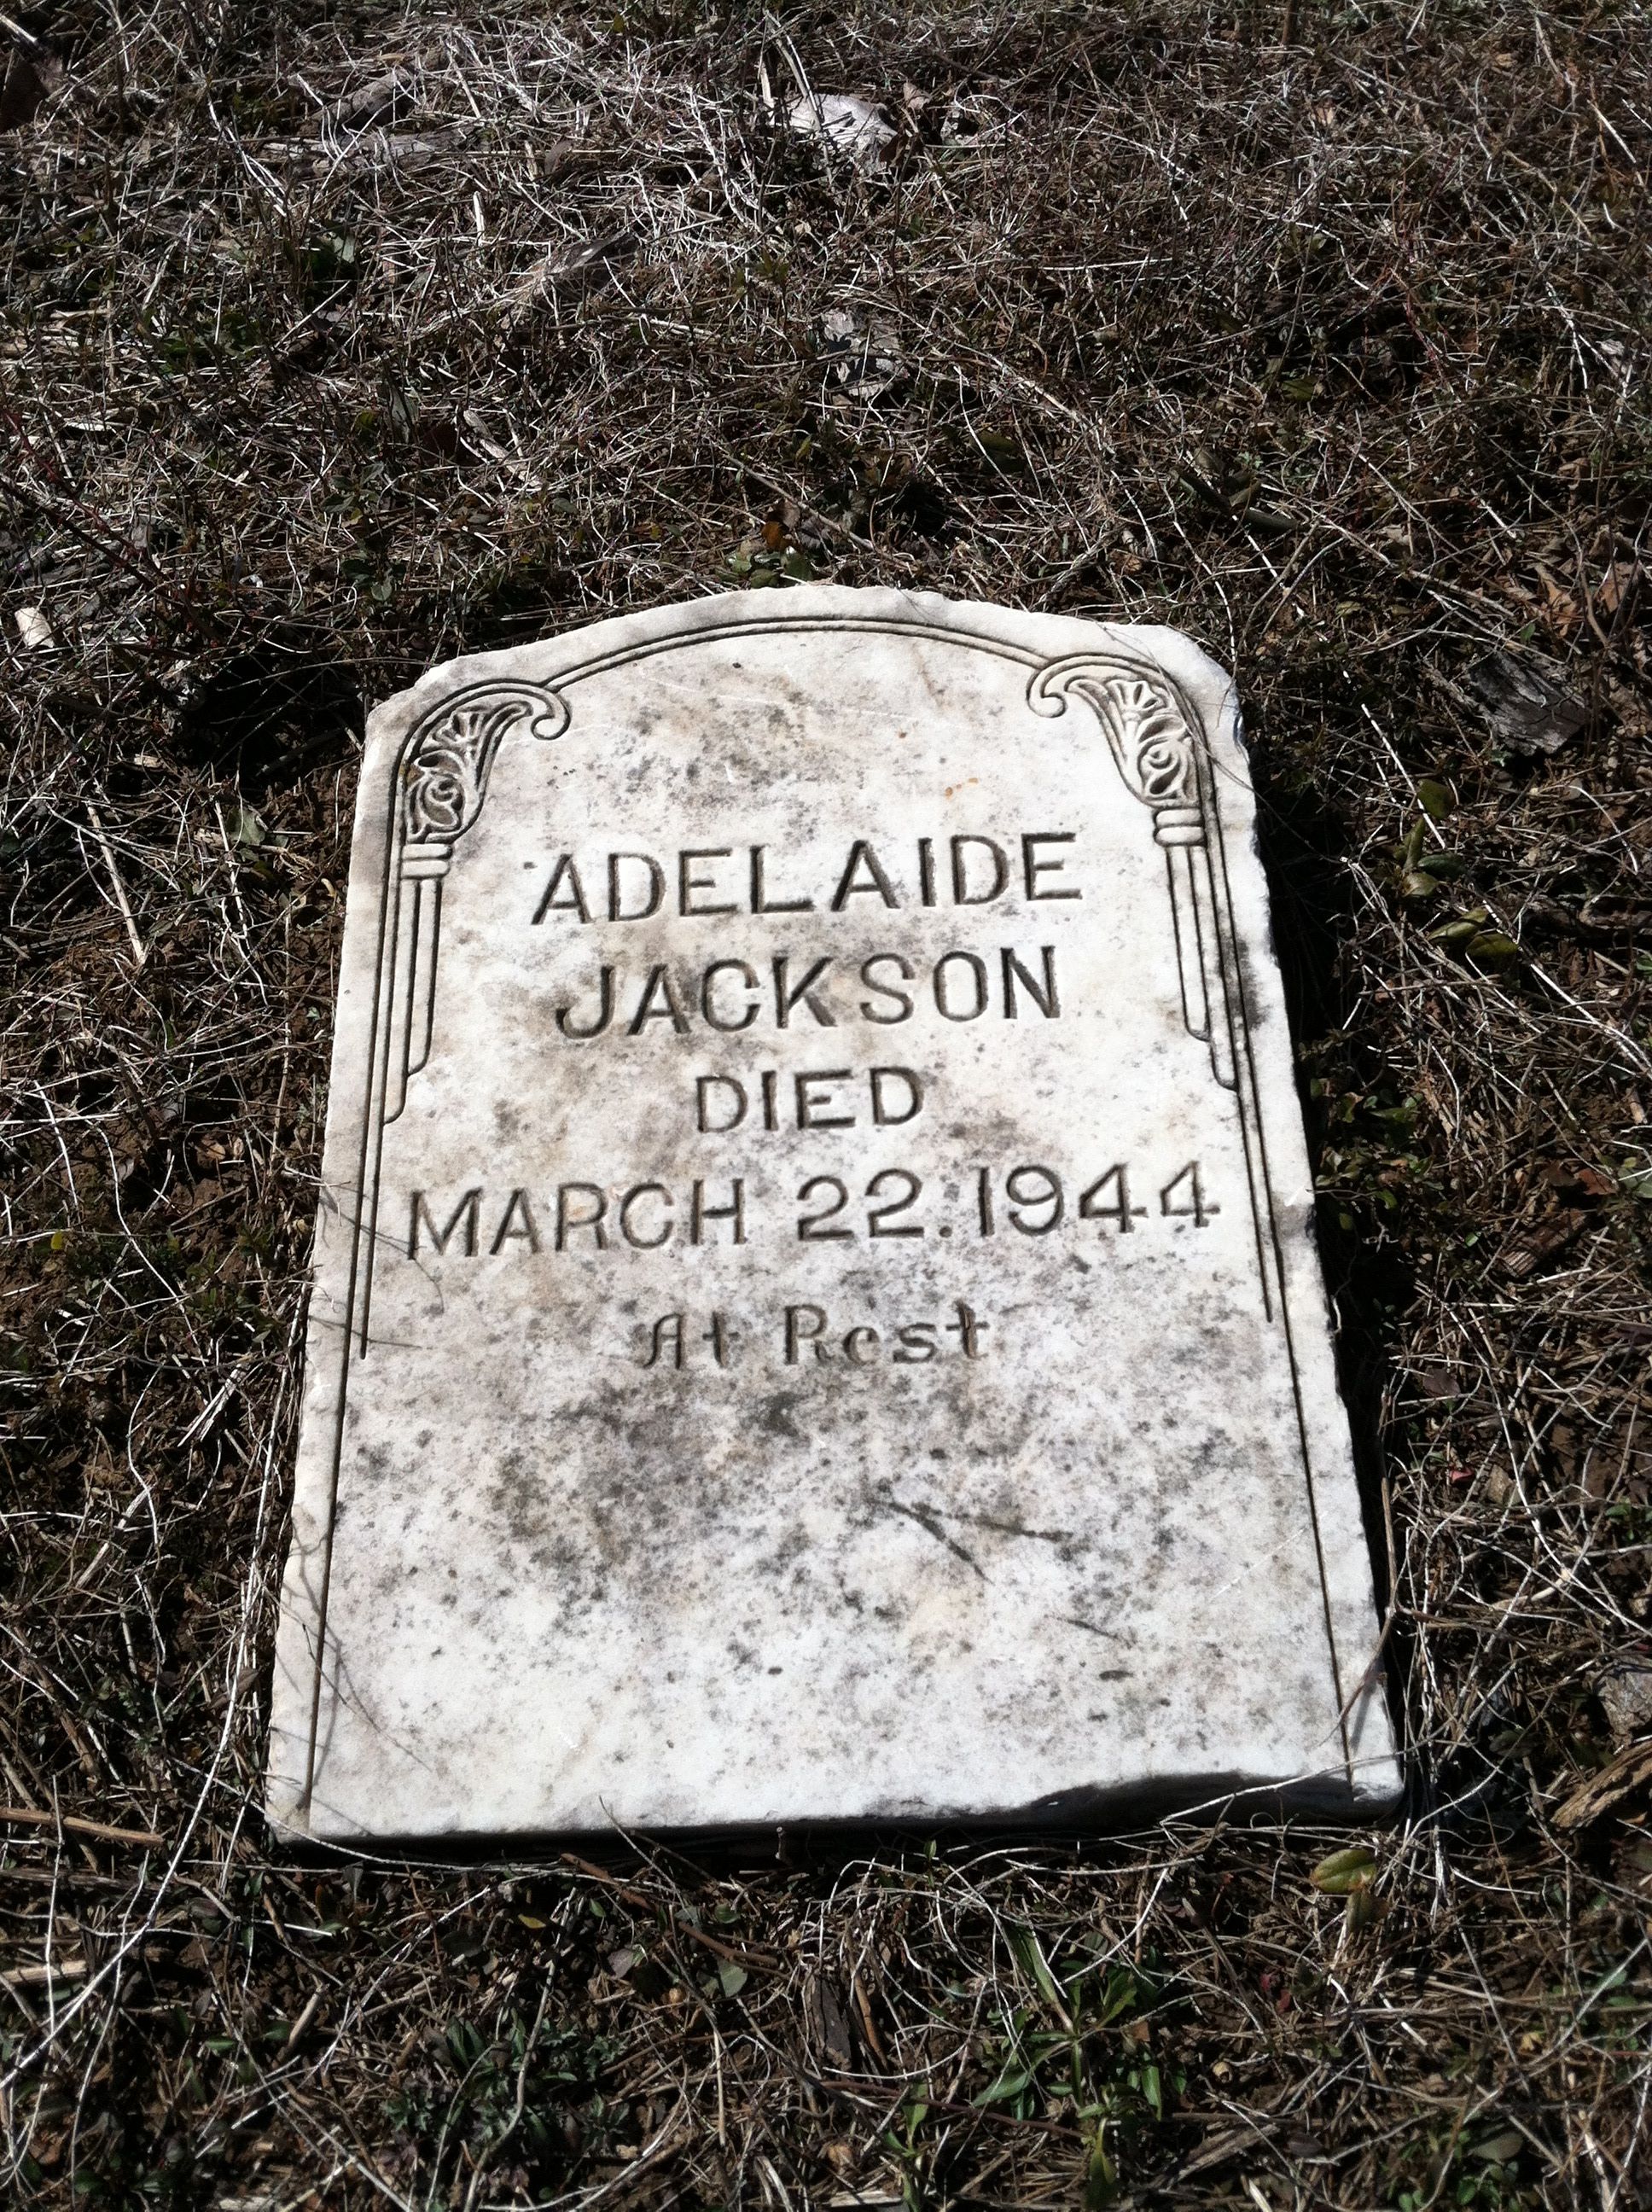 ADELAIDE
JACKSON
DIED
MARCH 22.1944
At Rest